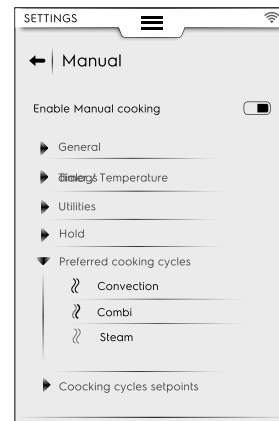 SETTINGS
Manual
Enable Manual cooking
General
/ Temperature
Utilities
Hold
Preferred cooking cycles
Convection
Combi
Steam
Coocking cycles setpoints